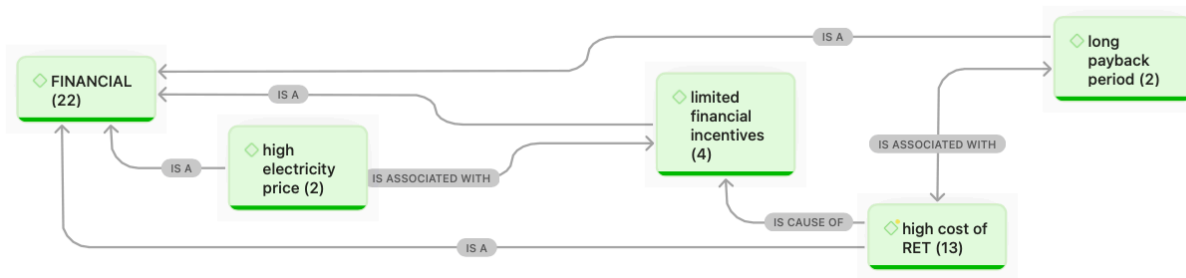 IS A
long
payback
period (2)
FINANCIAL
(22)
IS A
limited
financial
incentives
(4)
high
electricity
price (2)
IS A
IS ASSOCIATED WITH
IS ASSOCIATED WITH
IS CAUSE OF
high cost of
RET (13)
IS A